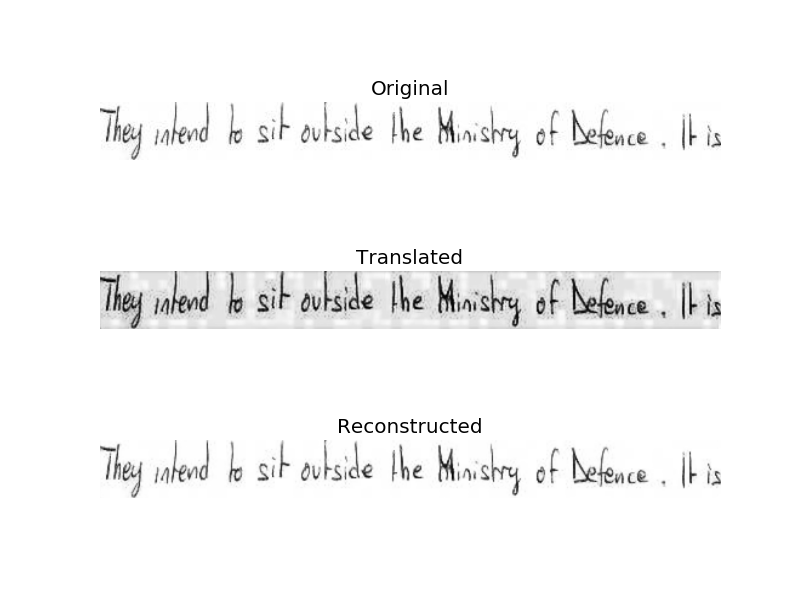 Original
They intend to sit outside the Ministry of Defence. It is
Translated
They intend to sit outside the Ministry of Defence. It is
Reconstructed
They intend to sit outside the Ministry of Defence. It is